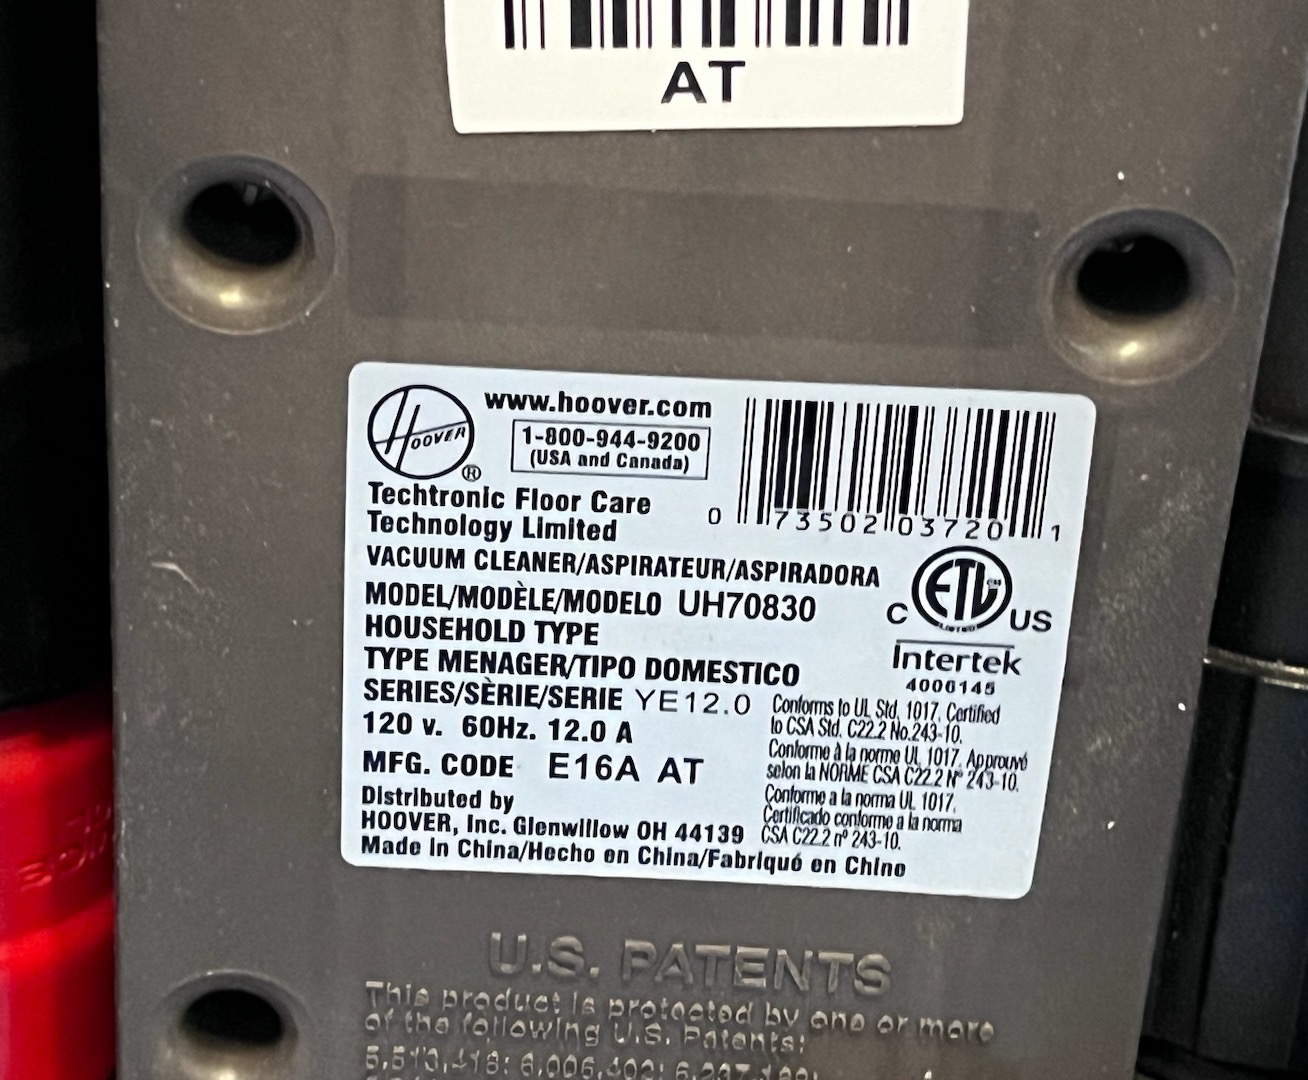 AT
HOOVER ®
www.hoover.com
1-800-944-9200
(USA and Canada)
Techtronic Floor Care
Technology Limited
0 73502 03720 1
VACUUM CLEANER/ASPIRATEUR/ASPIRADORA
MODEL/MODÈLE/MODELO UH70830
HOUSEHOLD TYPE
TYPE MENAGER/TIPO DOMESTICO
SERIES/SÈRIE/SERIE YE12.0
120 v. 60Hz. 12.0 A
MFG. CODE E16A AT
Distributed by
HOOVER, Inc. Glenwillow OH 44139
Made in China/Hecho en China/Fabriqué en Chine
C ETL US
LISTED
Intertek
4000145
Conforms to UL Std. 1017. Certified
to CSA Std. C22.2 No.243-10.
Conforme à la norme UL 1017. Approuvé
selon la NORME CSA C22.2 Nº 243-10.
Conforme a la norma UL 1017.
Certificado conforme a la norma
CSA C22.2 nº 243-10.
U.S. PATENTS
This product is protected by one or more
of the following U.S. Patents: